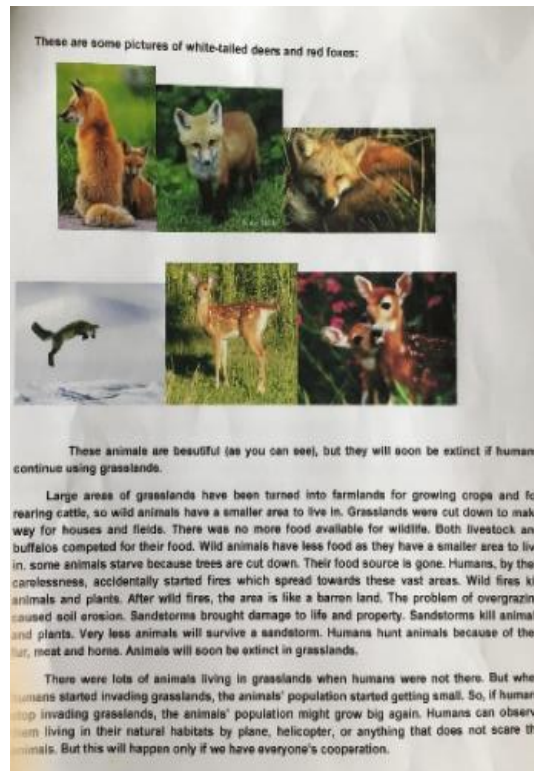 These are some pictures of white-tailed deers and red foxes:
These animals are beautiful (as you can see), but they will soon be extinct if human
continue using grasslands.
Large areas of grasslands have been turned into farmlands for growing crops and fo
rearing cattle, so wild animals have a smaller area to live in. Grasslands were cut down to mak
way for houses and fields. There was no more food available for wildlife. Both livestock an
buffalos competed for their food. Wild animals have less food as they have a smaller area to liv
in. some animals starve because trees are cut down. Their food source is gone. Humans, by the
carelessness, accidentally started fires which spread towards these vast areas. Wild fires ki
animals and plants. After wild fires, the area is like a barren land. The problem of overgrazin
caused soil erosion. Sandstorms brought damage to life and property. Sandstorms kill animal
and plants. Very less animals will survive a sandstorm. Humans hunt animals because of the
fur, meat and horns. Animals will soon be extinct in grasslands.
There were lots of animals living in grasslands when humans were not there. But whe
umans started invading grasslands, the animals' population started getting small. So, if human
stop invading grasslands, the animals' population might grow big again. Humans can observ
em living in their natural habitats by plane, helicopter, or anything that does not scare th
nimals. But this will happen only if we have everyone's cooperation.